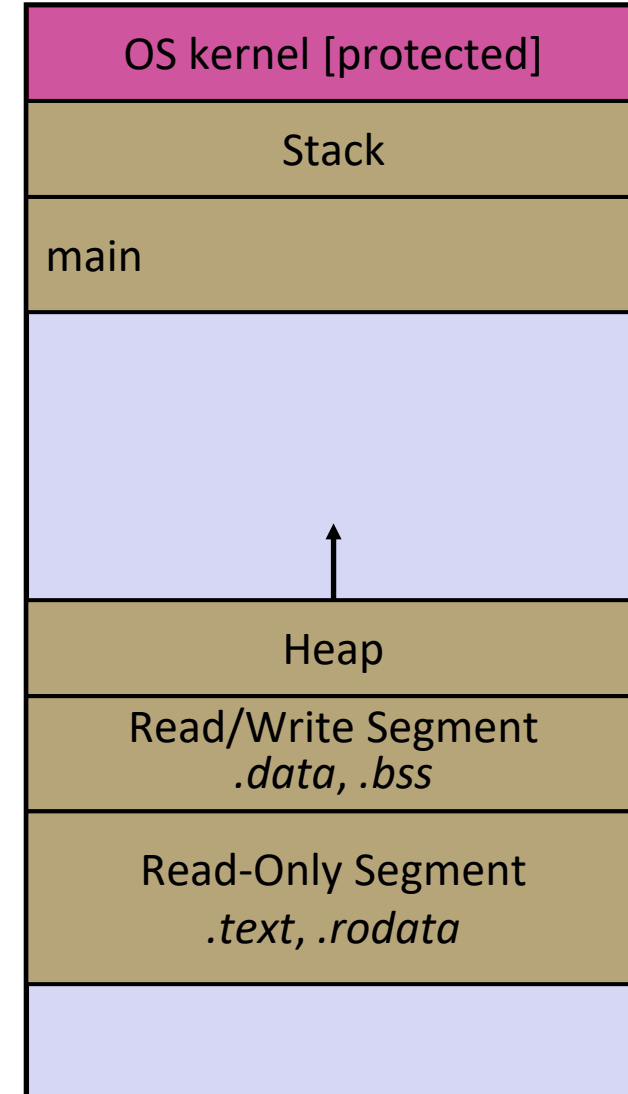 OS kernel [protected]
Stack
main
Heap
Read/Write Segment
.data, .bss
Read-Only Segment
.text, .rodata